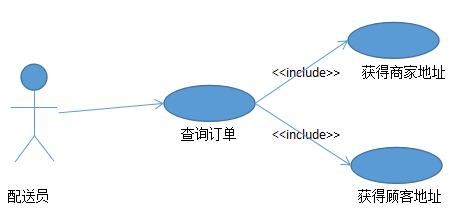 <<include>>
获得商家地址
查询订单
<<include>>
配送员
获得顾客地址